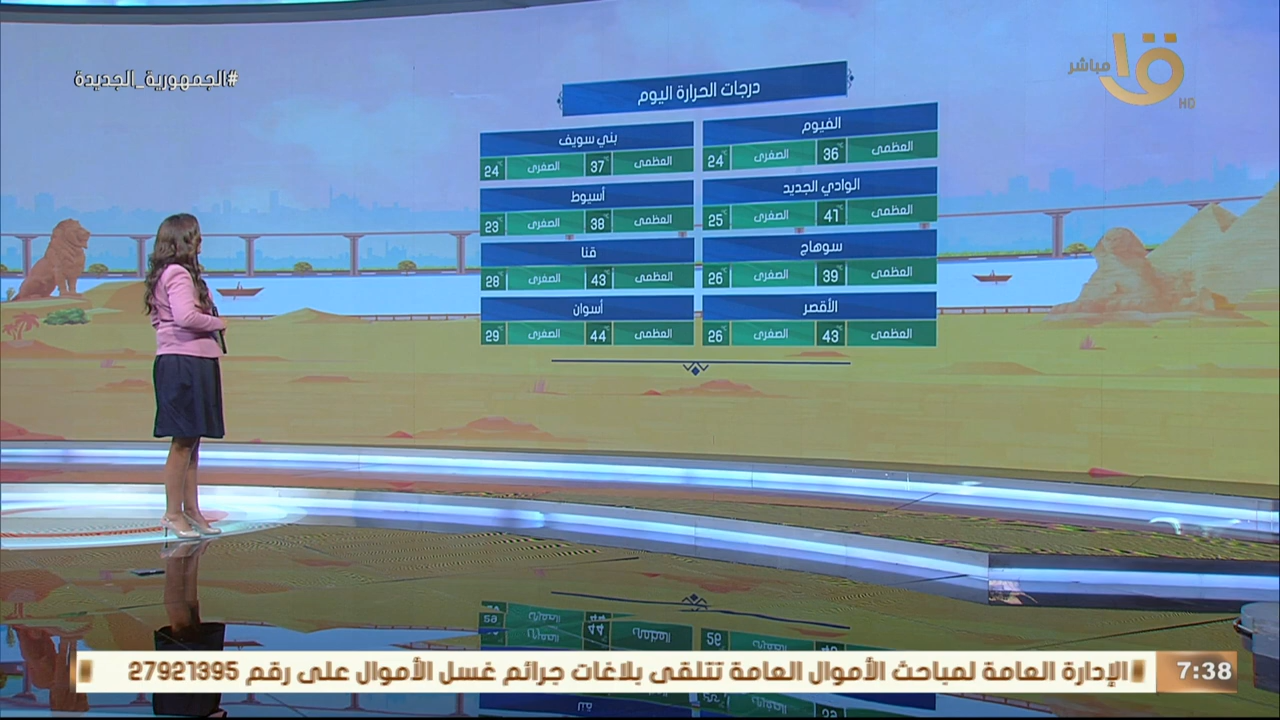 #الجمهورية_الجديدة
مباشر
HD
درجات الحرارة اليوم
الفيوم
العظمى 36 الصغرى 24
بني سويف
العظمى 37 الصغرى 24
الوادي الجديد
العظمى 41 الصغرى 25
أسيوط
العظمى 38 الصغرى 23
سوهاج
العظمى 39 الصغرى 26
قنا
العظمى 43 الصغرى 28
الأقصر
العظمى 43 الصغرى 26
أسوان
العظمى 44 الصغرى 29
الإدارة العامة لمباحث الأموال العامة تتلقى بلاغات جرائم غسل الأموال على رقم 27921395
7:38